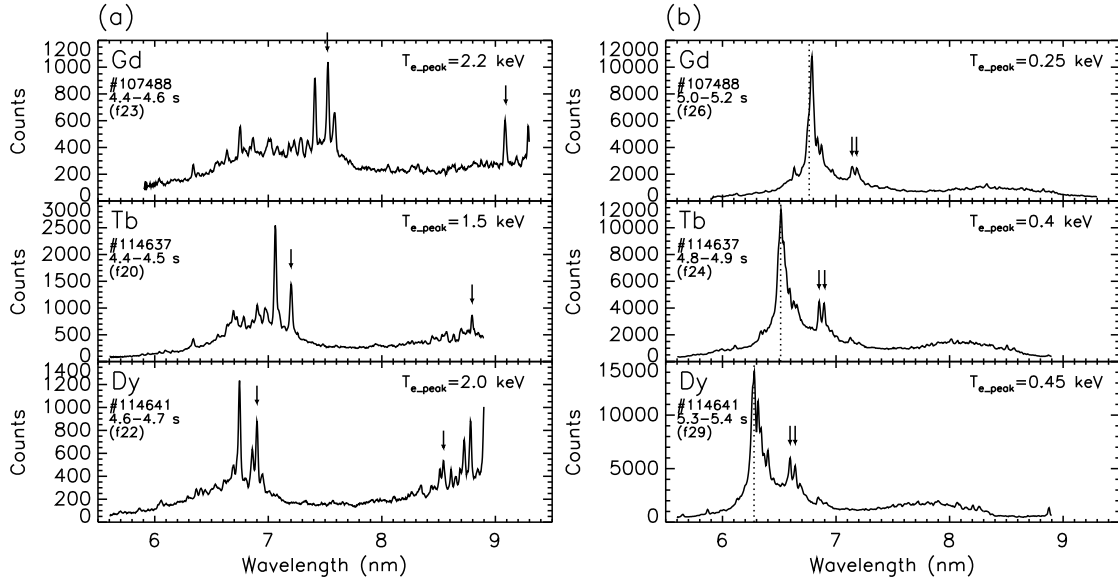 (a)
1200
1000
800
600
400
200
0
Counts
Gd
#107488
4.4−4.6 s
(f23)
T_e_peak=2.2 keV
3000
2500
2000
1500
1000
500
0
Counts
Tb
#114637
4.4−4.5 s
(f20)
T_e_peak=1.5 keV
1400
1200
1000
800
600
400
200
0
Counts
Dy
#114641
4.6−4.7 s
(f22)
T_e_peak=2.0 keV
6 7 8 9
Wavelength (nm)
(b)
12000
10000
8000
6000
4000
2000
0
Counts
Gd
#107488
5.0−5.2 s
(f26)
T_e_peak=0.25 keV
12000
10000
8000
6000
4000
2000
0
Counts
Tb
#114637
4.8−4.9 s
(f24)
T_e_peak=0.4 keV
15000
10000
5000
0
Counts
Dy
#114641
5.3−5.4 s
(f29)
T_e_peak=0.45 keV
6 7 8 9
Wavelength (nm)